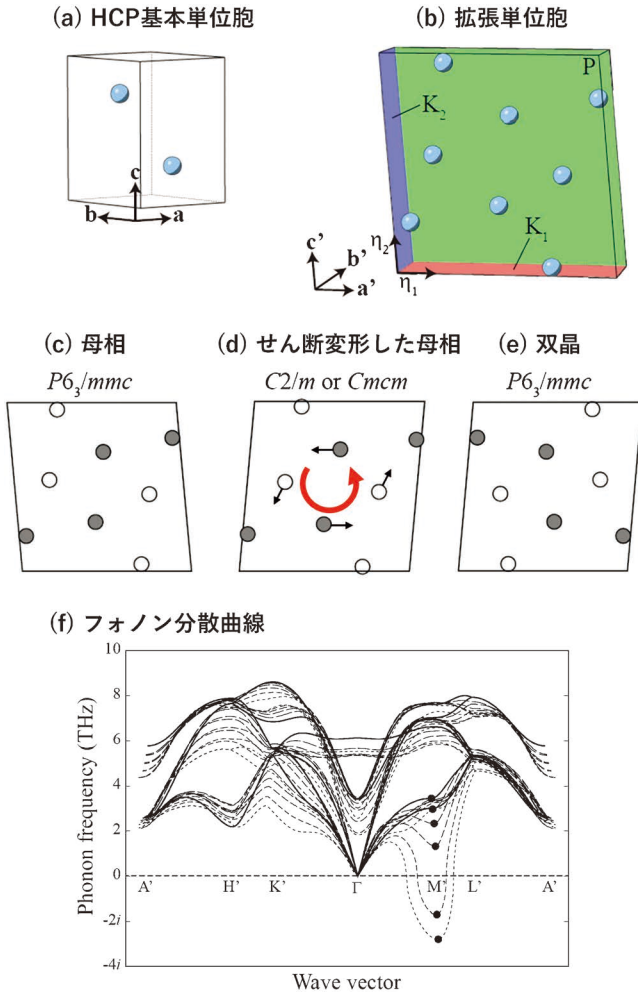 (a) HCP基本単位胞
c
b
a
(b) 拡張単位胞
P
K₂
K₁
c’
b’
a’
η₂
η₁
(c) 母相
P6₃/mmc
(d) せん断変形した母相
C2/m or Cmcm
(e) 双晶
P6₃/mmc
(f) フォノン分散曲線
Phonon frequency (THz)
10
8
6
4
2
0
-2i
-4i
A’ H’ K’ Γ M’ L’ A’
Wave vector